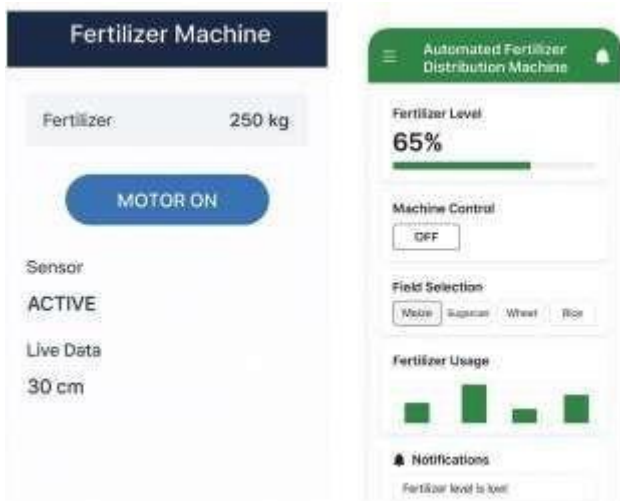 Fertilizer Machine
Fertilizer 250 kg
MOTOR ON
Sensor
ACTIVE
Live Data
30 cm
Automated Fertilizer
Distribution Machine
Fertilizer Level
65%
Machine Control
OFF
Field Selection
Maize Wheat Rice
Fertilizer Usage
Notifications
Fertilizer level is low!